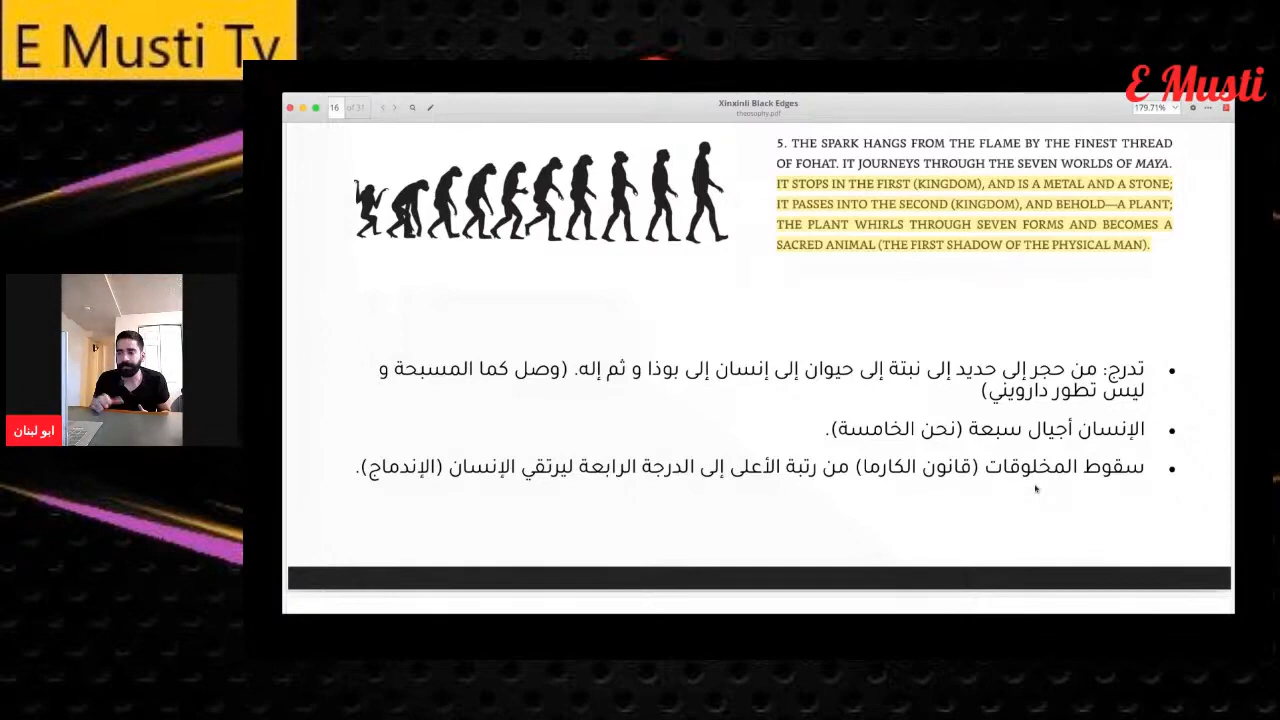 E Musti Tv
E Musti
16 of 31
Xinxinli Black Edges
theosophy.pdf
179.71%
5. THE SPARK HANGS FROM THE FLAME BY THE FINEST THREAD
OF FOHAT. IT JOURNEYS THROUGH THE SEVEN WORLDS OF MAYA.
IT STOPS IN THE FIRST (KINGDOM), AND IS A METAL AND A STONE;
IT PASSES INTO THE SECOND (KINGDOM), AND BEHOLD—A PLANT;
THE PLANT WHIRLS THROUGH SEVEN FORMS AND BECOMES A
SACRED ANIMAL (THE FIRST SHADOW OF THE PHYSICAL MAN).
• تدرج: من حجر إلى حديد إلى نبتة إلى حيوان إلى إنسان إلى بوذا و ثم إله. (وصل كما المسبحة و
ليس تطور دارويني)
• الإنسان أجيال سبعة (نحن الخامسة).
• سقوط المخلوقات (قانون الكارما) من رتبة الأعلى إلى الدرجة الرابعة ليرتقي الإنسان (الإندماج).
ابو لبنان